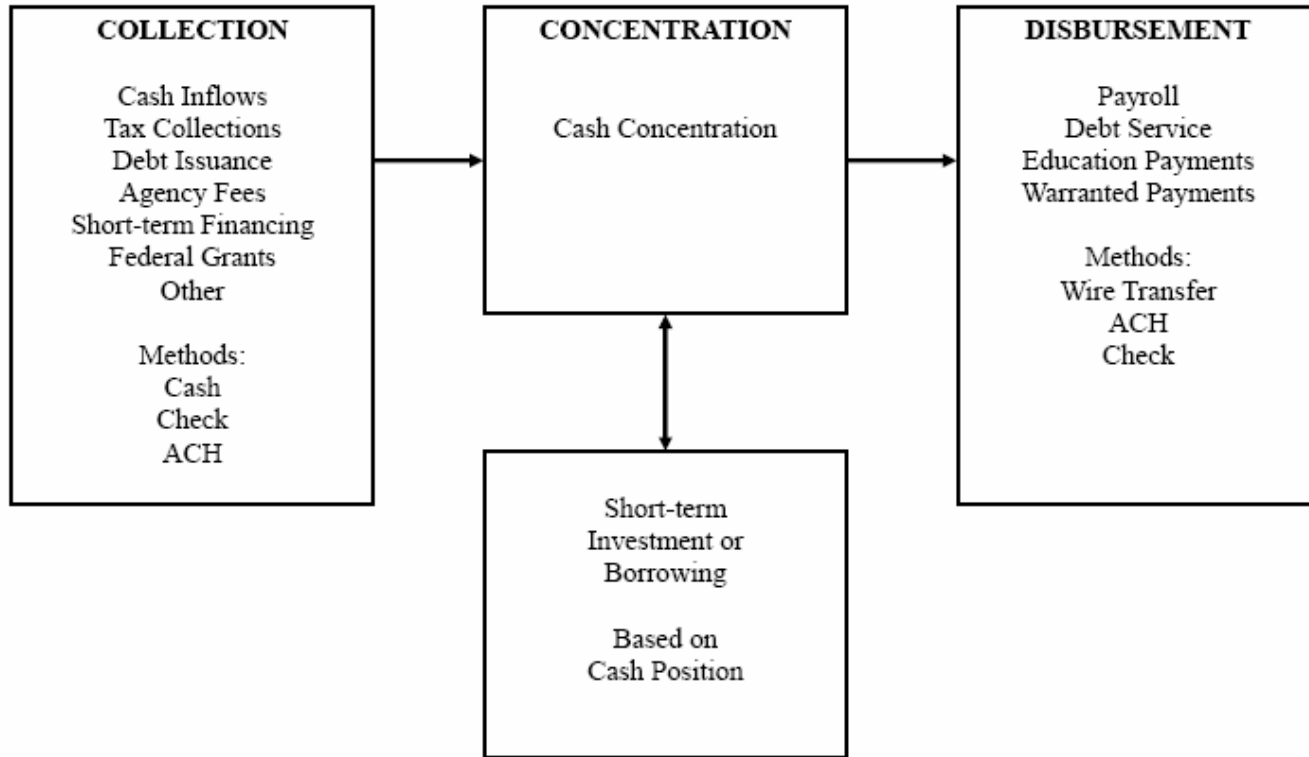 COLLECTION
Cash Inflows
Tax Collections
Debt Issuance
Agency Fees
Short-term Financing
Federal Grants
Other
Methods:
Cash
Check
ACH
CONCENTRATION
Cash Concentration
Short-term
Investment or
Borrowing
Based on
Cash Position
DISBURSEMENT
Payroll
Debt Service
Education Payments
Warranted Payments
Methods:
Wire Transfer
ACH
Check